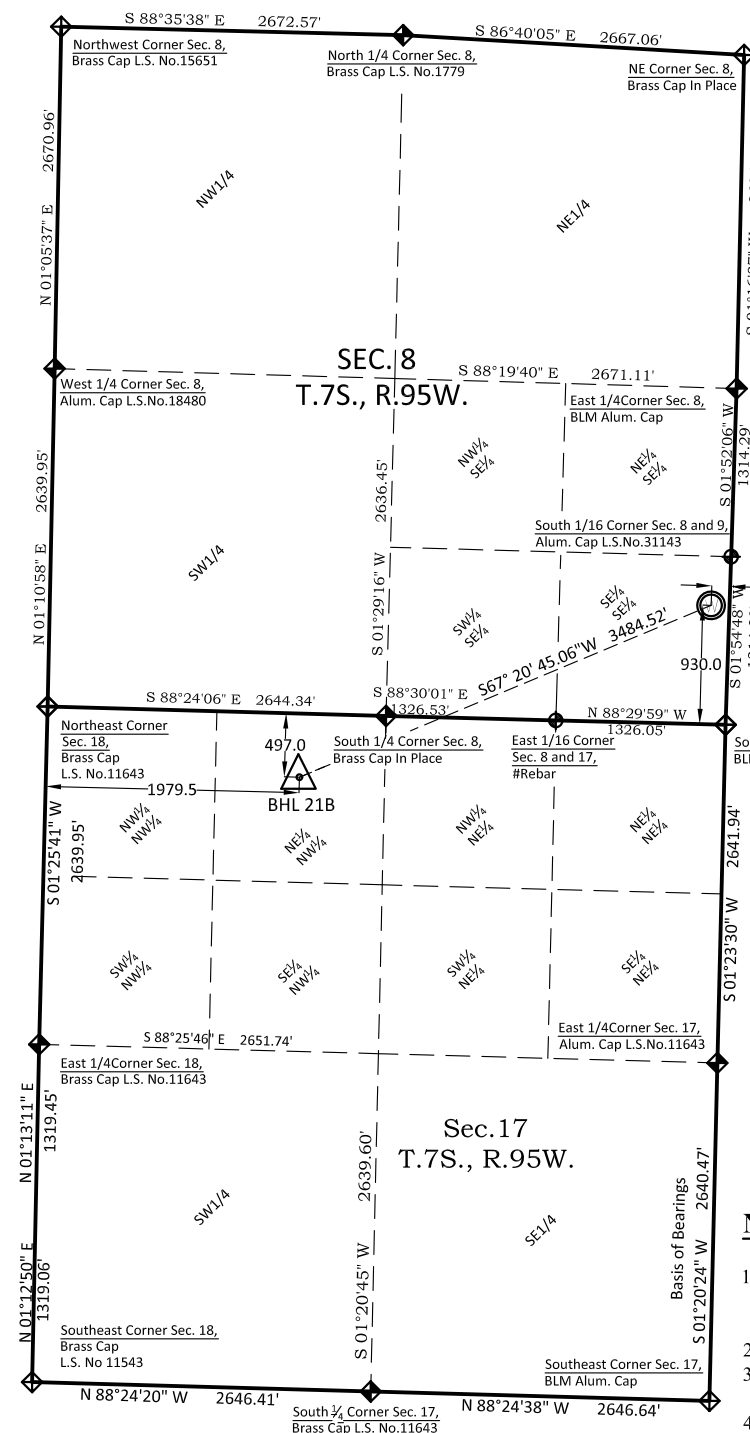 S 88°35'38" E 2672.57'
S 86°40'05" E 2667.06'
Northwest Corner Sec. 8,
Brass Cap L.S. No.15651
North 1/4 Corner Sec. 8,
Brass Cap L.S. No.1779
NE Corner Sec. 8,
Brass Cap In Place
N 01°05'37" E 2670.96'
NW1/4
NE1/4
SEC. 8
T.7S., R.95W.
S 88°19'40" E 2671.11'
West 1/4 Corner Sec. 8,
Alum. Cap L.S.No.18480
East 1/4Corner Sec. 8,
BLM Alum. Cap
S 01°52'06" W
1314.29'
NW¼
SE¼
NE¼
SE¼
N 01°10'58" E 2639.95'
S 01°29'16" W 2636.45'
South 1/16 Corner Sec. 8 and 9,
Alum. Cap L.S.No.31143
SW1/4
SW¼
SE¼
SE¼
SE¼
S67° 20' 45.06"W 3484.52'
930.0
S 01°54'48" W
S 88°24'06" E 2644.34'
S 88°30'01" E
1326.53'
N 88°29'59" W
1326.05'
Northeast Corner
Sec. 18,
Brass Cap
L.S. No.11643
497.0
South 1/4 Corner Sec. 8,
Brass Cap In Place
East 1/16 Corner
Sec. 8 and 17,
#Rebar
So
BL
1979.5
BHL 21B
S 01°25'41" W
2639.95'
NW¼
NW¼
NE¼
NW¼
NW¼
NE¼
NE¼
NE¼
2641.94'
S 01°23'30" W
SW¼
NW¼
SE¼
NW¼
SW¼
NE¼
SE¼
NE¼
S 88°25'46" E 2651.74'
East 1/4Corner Sec. 17,
Alum. Cap L.S. No.11643
East 1/4Corner Sec. 18,
Brass Cap L.S. No.11643
N 01°13'11" E
1319.45'
Sec.17
T.7S., R.95W.
S 01°20'45" W 2639.60'
SW1/4
SE1/4
Basis of Bearings
S 01°20'24" W 2640.47'
1
2
3
4
N 01°12'50" E
1319.06'
Southeast Corner Sec. 18,
Brass Cap
L.S. No 11543
Southeast Corner Sec. 17,
BLM Alum. Cap
N 88°24'20" W 2646.41'
South ¼ Corner Sec. 17,
Brass Cap L.S. No.11643
N 88°24'38" W 2646.64'